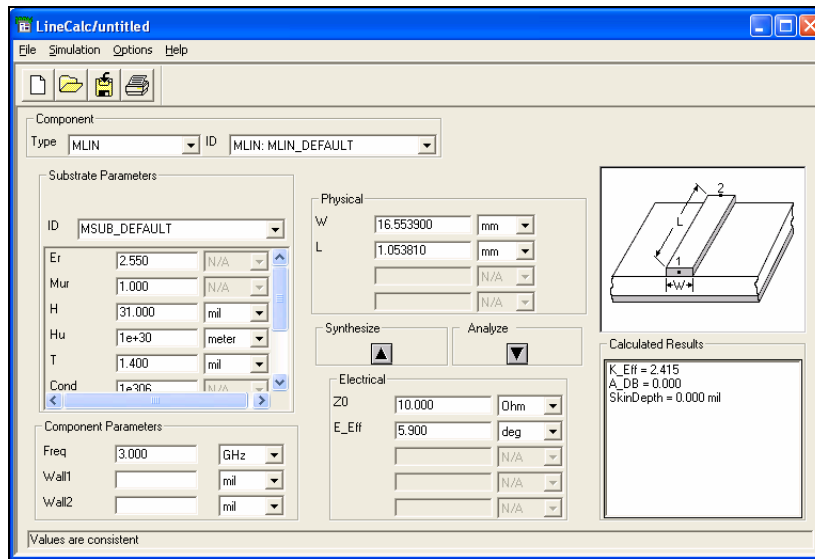 LineCalc/untitled
File Simulation Options Help
Component
Type MLIN ID MLIN: MLIN_DEFAULT
Substrate Parameters
ID MSUB_DEFAULT
Er 2.550 N/A
Mur 1.000 N/A
H 31.000 mil
Hu 1e+30 meter
T 1.400 mil
Cond 1e306 N/A
Component Parameters
Freq 3.000 GHz
Wall1 mil
Wall2 mil
Physical
W 16.553900 mm
L 1.053810 mm
N/A
N/A
Synthesize Analyze
Electrical
Z0 10.000 Ohm
E_Eff 5.900 deg
N/A
N/A
N/A
2
L
1
W
Calculated Results
K_Eff = 2.415
A_DB = 0.000
SkinDepth = 0.000 mil
Values are consistent